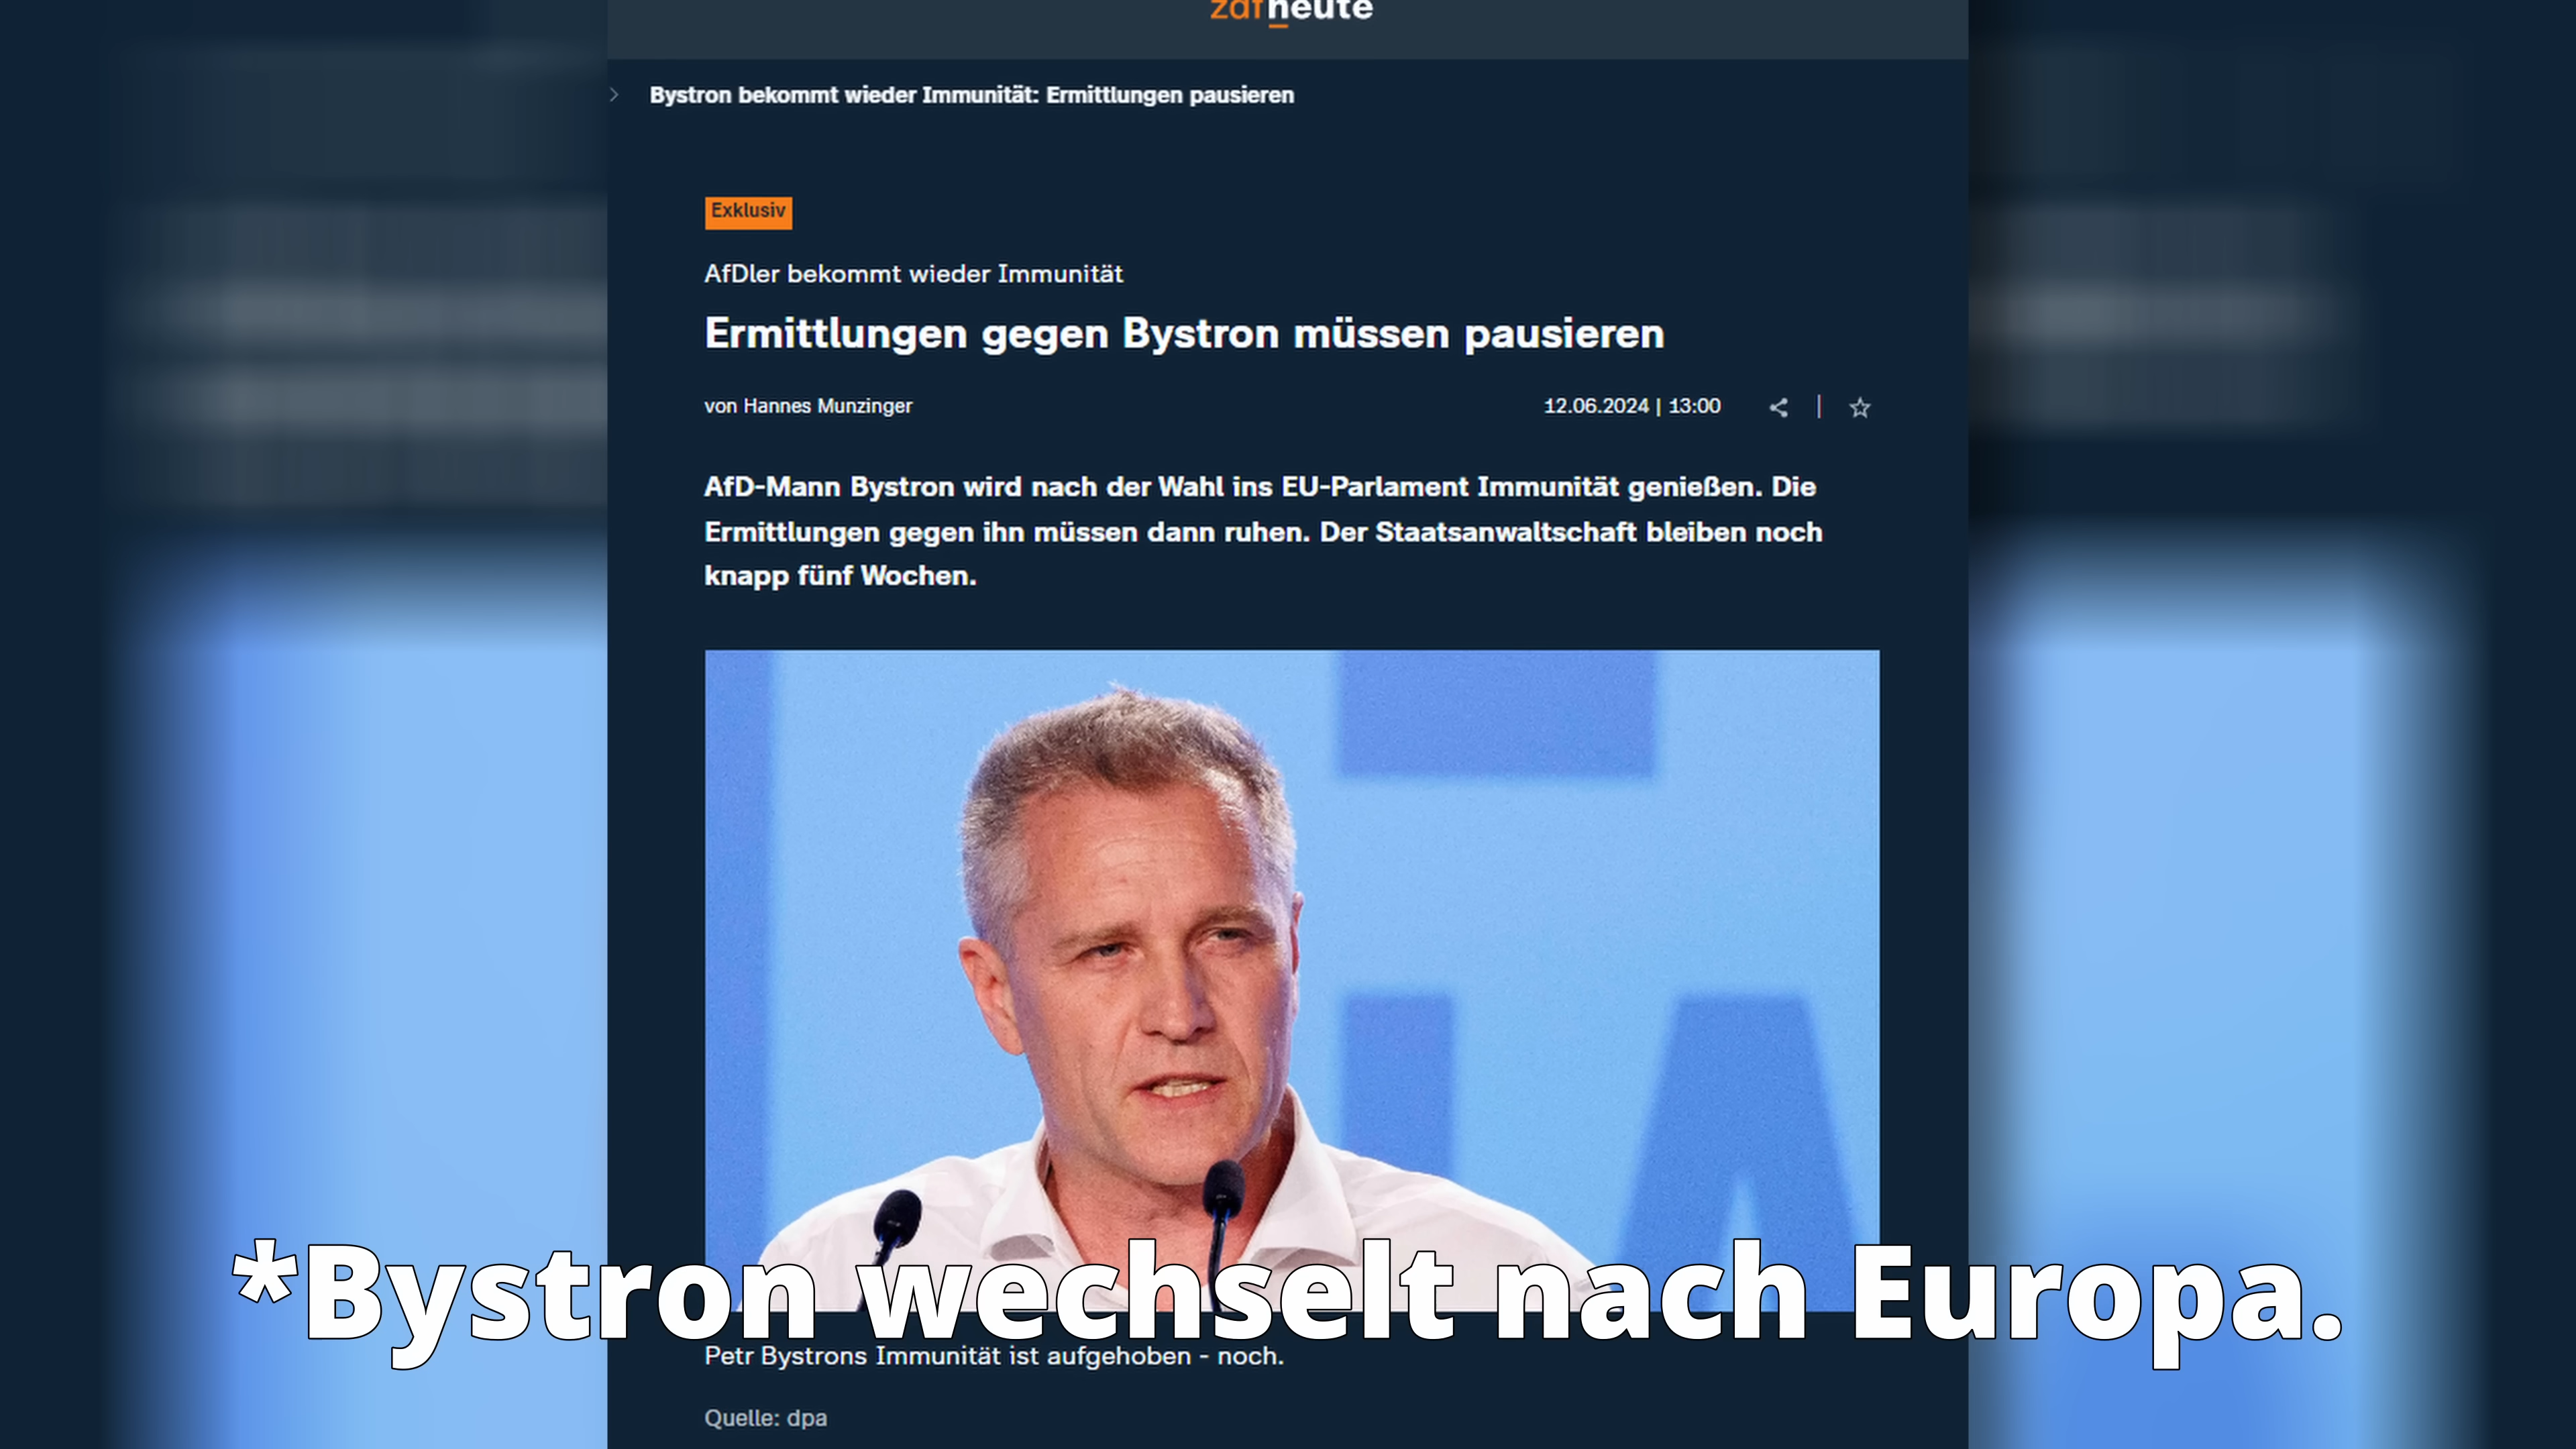 zdfheute
Bystron bekommt wieder Immunität: Ermittlungen pausieren
Exklusiv
AfDler bekommt wieder Immunität
Ermittlungen gegen Bystron müssen pausieren
von Hannes Munzinger
12.06.2024 | 13:00
AfD-Mann Bystron wird nach der Wahl ins EU-Parlament Immunität genießen. Die
Ermittlungen gegen ihn müssen dann ruhen. Der Staatsanwaltschaft bleiben noch
knapp fünf Wochen.
*Bystron wechselt nach Europa.
Petr Bystrons Immunität ist aufgehoben - noch.
Quelle: dpa